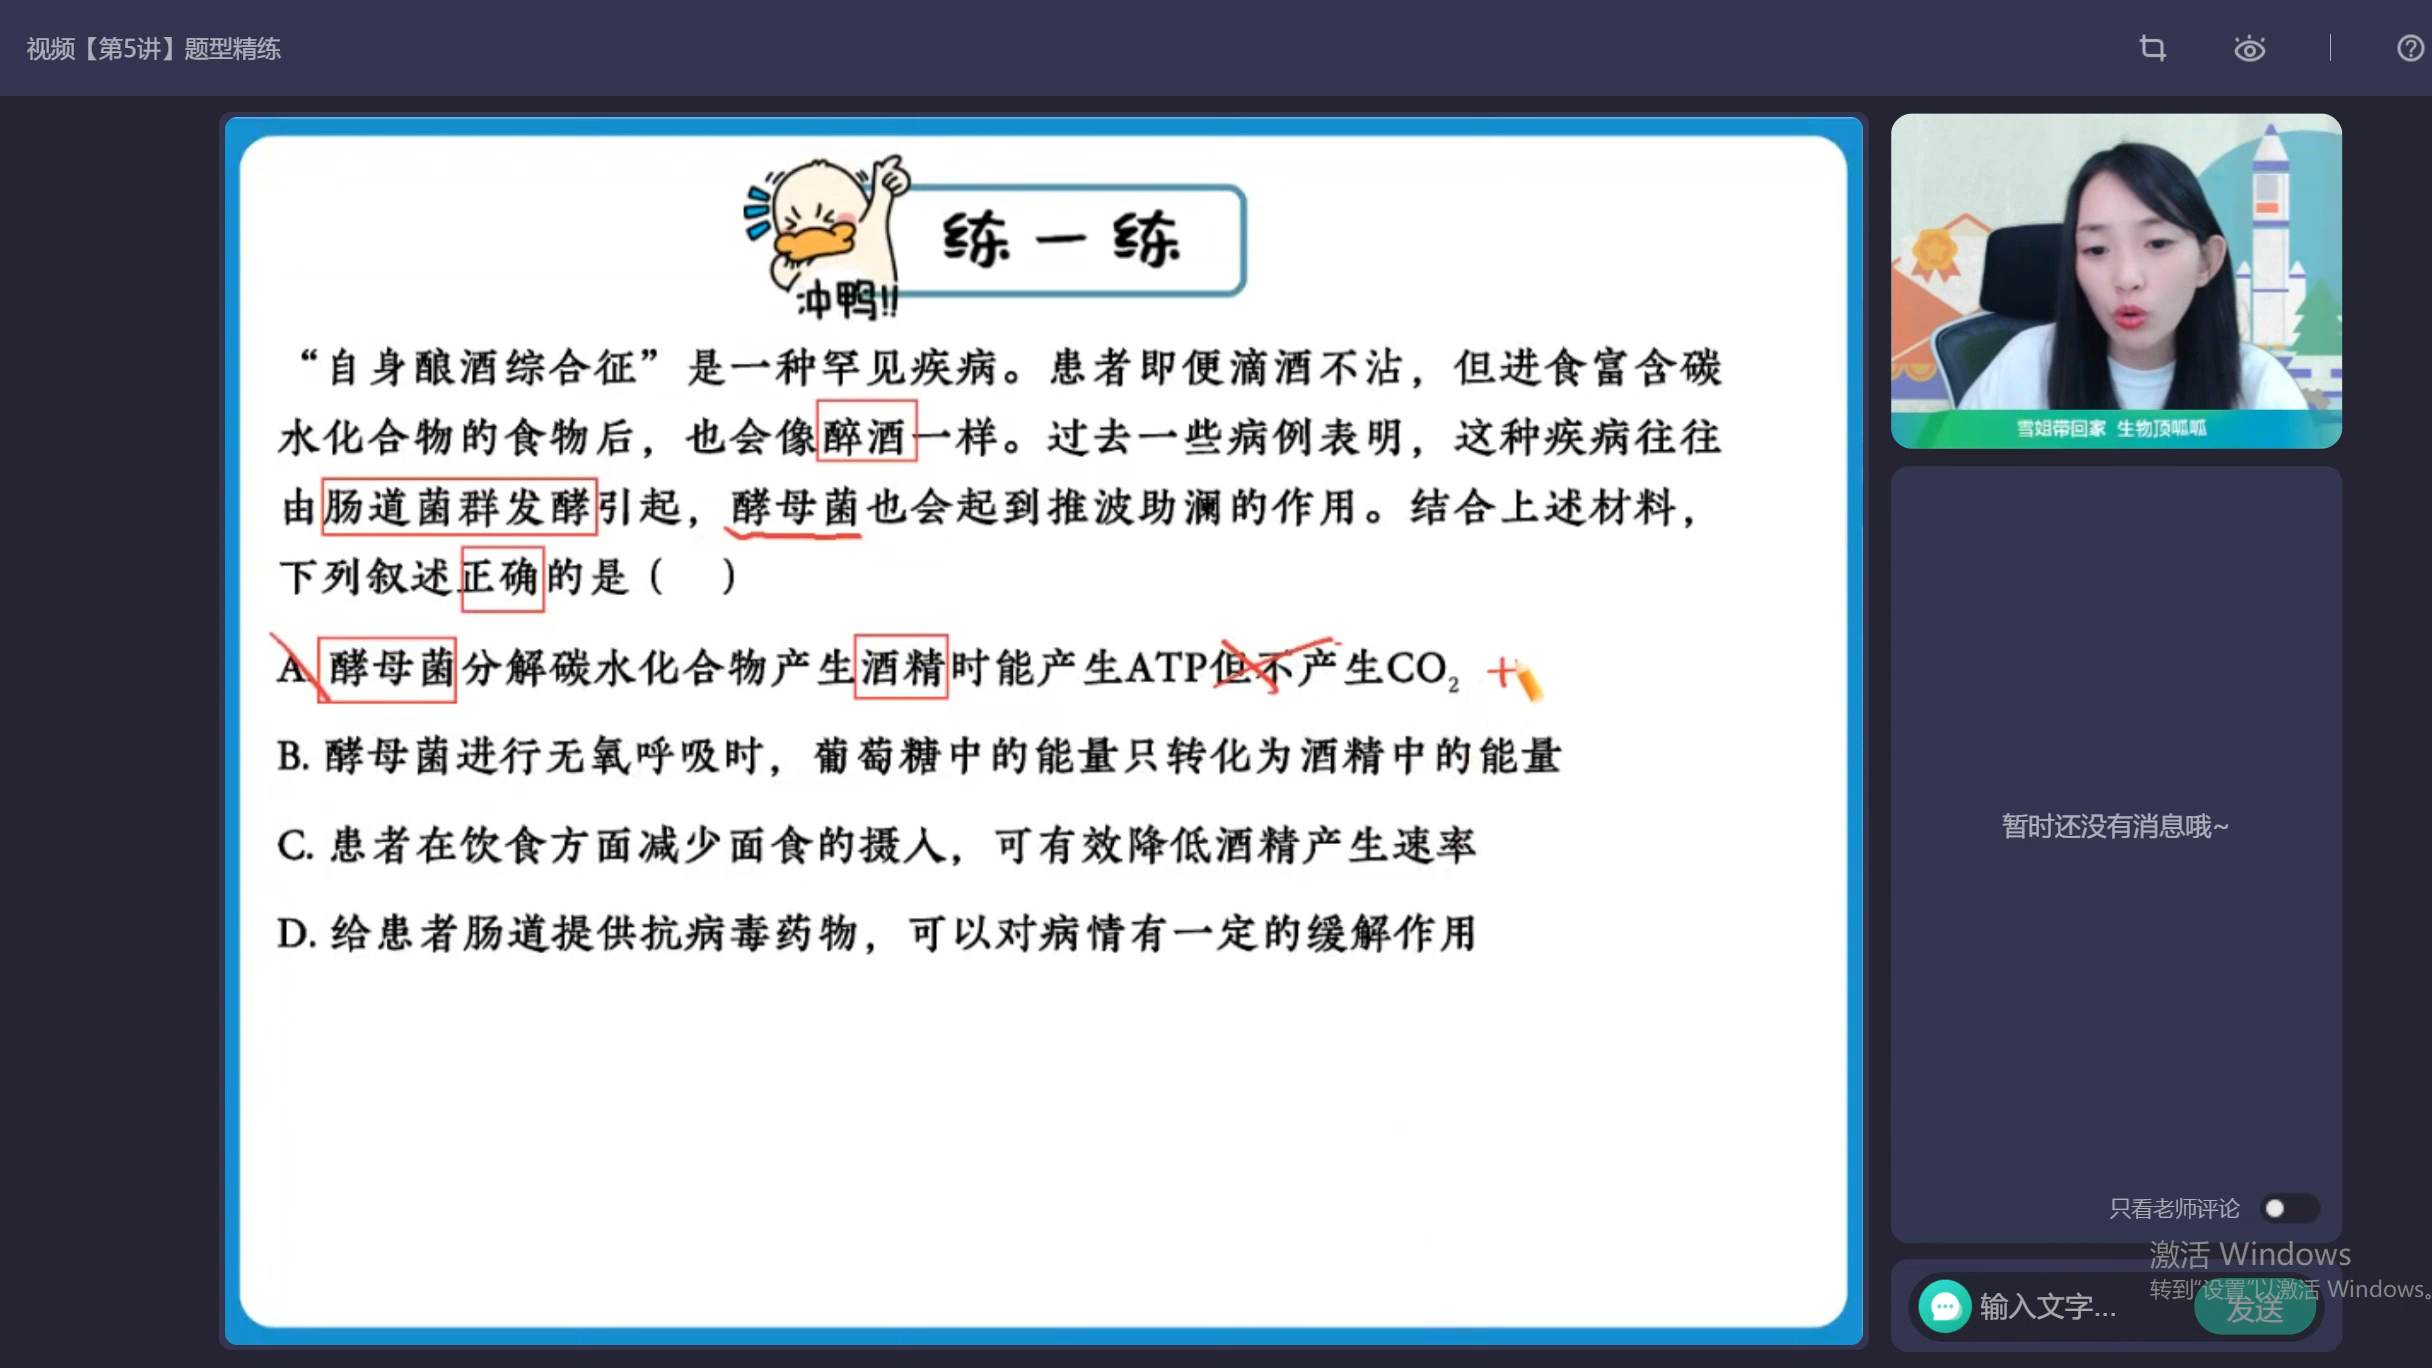 视频【第5讲】题型精练
练一练
冲鸭!!
“自身酿酒综合征”是一种罕见疾病。患者即便滴酒不沾，但进食富含碳
水化合物的食物后，也会像醉酒一样。过去一些病例表明，这种疾病往往
由肠道菌群发酵引起，酵母菌也会起到推波助澜的作用。结合上述材料，
下列叙述正确的是（　）
A. 酵母菌分解碳水化合物产生酒精时能产生ATP但不产生CO₂ +
B. 酵母菌进行无氧呼吸时，葡萄糖中的能量只转化为酒精中的能量
C. 患者在饮食方面减少面食的摄人，可有效降低酒精产生速率
D. 给患者肠道提供抗病毒药物，可以对病情有一定的缓解作用
雪姐带回家 生物顶呱呱
暂时还没有消息哦~
只看老师评论
激活 Windows
转到“设置”以激活 Windows。
输入文字...
发送